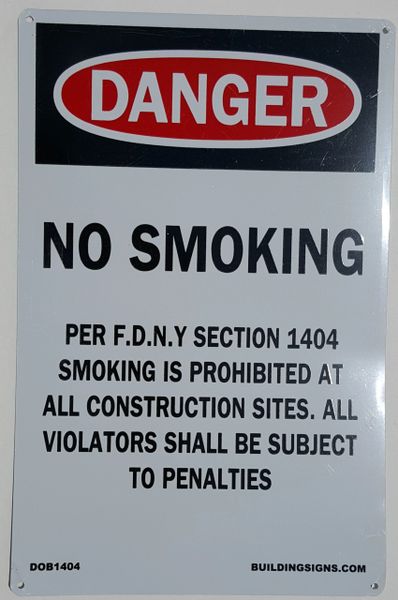 DANGER
NO SMOKING
PER F.D.N.Y SECTION 1404
SMOKING IS PROHIBITED AT
ALL CONSTRUCTION SITES. ALL
VIOLATORS SHALL BE SUBJECT
TO PENALTIES
DOB1404 BUILDINGSIGNS.COM